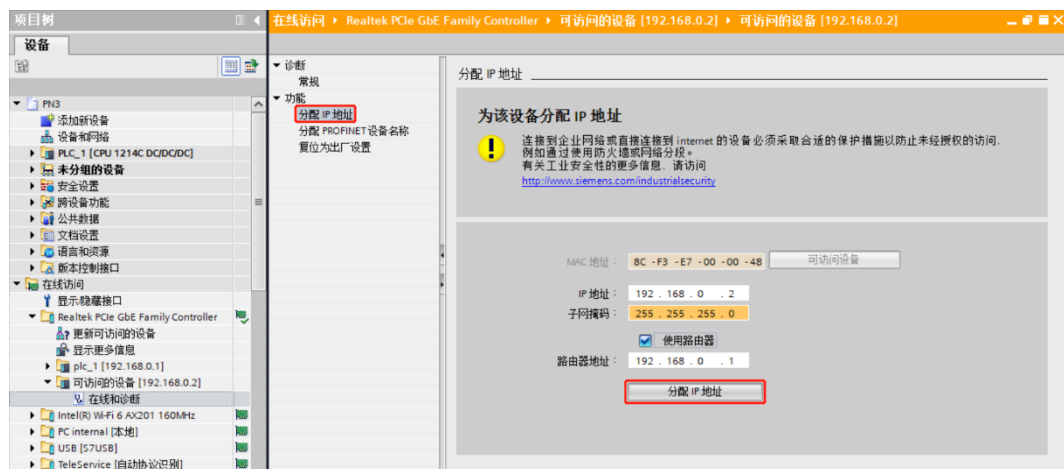 项目树
在线访问 ▸ Realtek PCIe GbE Family Controller ▸ 可访问的设备 [192.168.0.2] ▸ 可访问的设备 [192.168.0.2]
设备
PN3
添加新设备
设备和网络
PLC_1 [CPU 1214C DC/DC/DC]
未分组的设备
安全设置
跨设备功能
公共数据
文档设置
语言和资源
版本控制接口
在线访问
显示/隐藏接口
Realtek PCIe GbE Family Controller
更新可访问的设备
显示更多信息
plc_1 [192.168.0.1]
可访问的设备 [192.168.0.2]
在线和诊断
Intel(R) Wi-Fi 6 AX201 160MHz
PC internal [本地]
USB [S7USB]
TeleService [自动协议识别]
诊断
常规
功能
分配 IP 地址
分配 PROFINET 设备名称
复位为出厂设置
分配 IP 地址
为该设备分配 IP 地址
连接到企业网络或直接连接到 internet 的设备必须采取合适的保护措施以防止未经授权的访问.
例如通过使用防火墙或网络分段。
有关工业安全性的更多信息, 请访问
http://www.siemens.com/industrialsecurity
MAC 地址： 8C -F3 -E7 -00 -00 -48 可访问设备
IP 地址： 192 . 168 . 0 . 2
子网掩码： 255 . 255 . 255 . 0
使用路由器
路由器地址： 192 . 168 . 0 . 1
分配 IP 地址